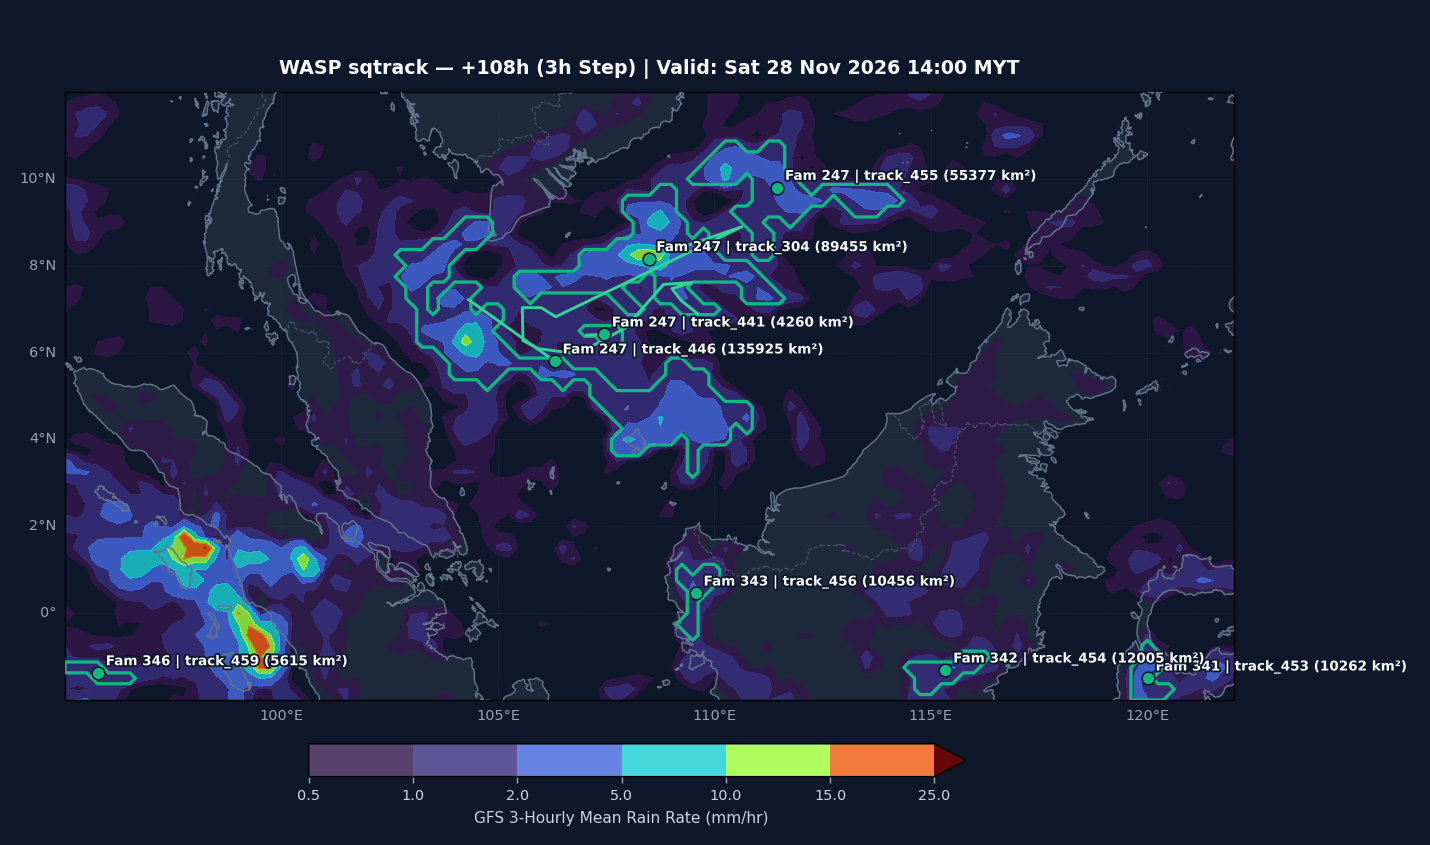 WASP sqtrack — +108h (3h Step) | Valid: Sat 28 Nov 2026 14:00 MYT
10°N
8°N
6°N
4°N
2°N
0°
Fam 247 | track_455 (55377 km²)
Fam 247 | track_304 (89455 km²)
Fam 247 | track_441 (4260 km²)
Fam 247 | track_446 (135925 km²)
Fam 343 | track_456 (10456 km²)
Fam 346 | track_459 (5615 km²)
Fam 342 | track_454 (12005 km²)
Fam 341 | track_453 (10262 km²)
100°E
105°E
110°E
115°E
120°E
0.5
1.0
2.0
5.0
10.0
15.0
25.0
GFS 3-Hourly Mean Rain Rate (mm/hr)